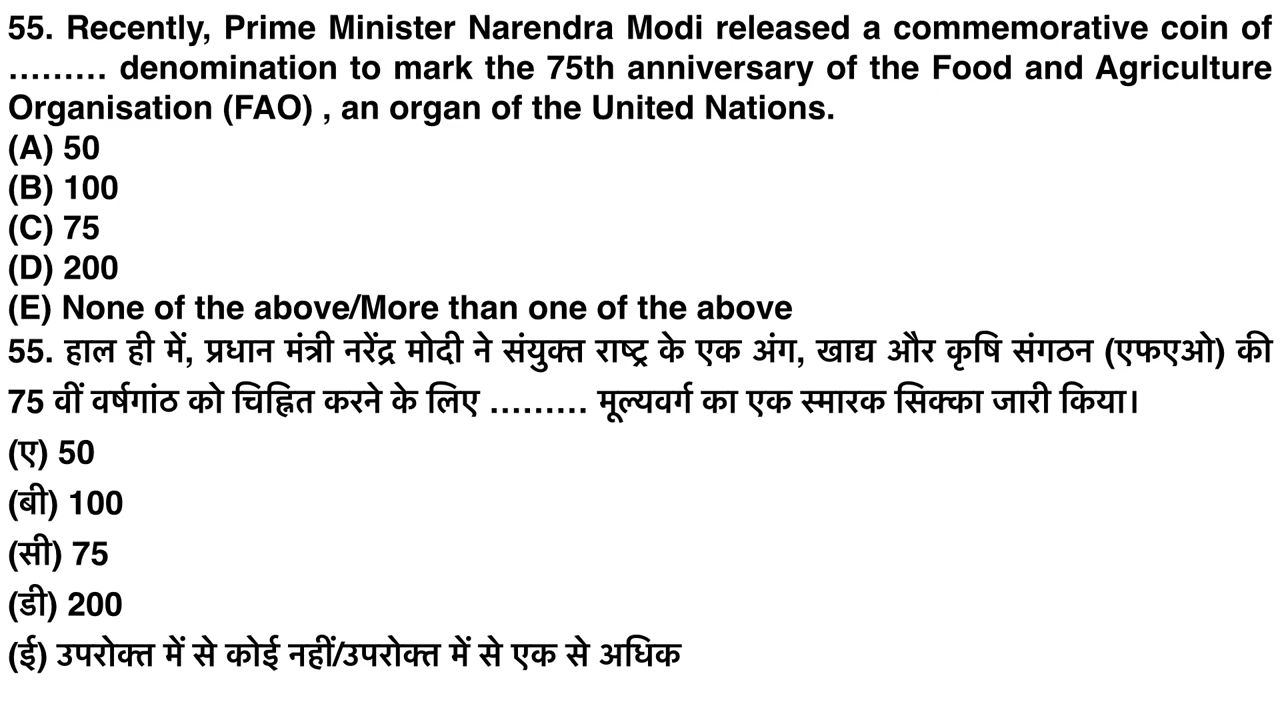 55. Recently, Prime Minister Narendra Modi released a commemorative coin of
......... denomination to mark the 75th anniversary of the Food and Agriculture
Organisation (FAO) , an organ of the United Nations.
(A) 50
(B) 100
(C) 75
(D) 200
(E) None of the above/More than one of the above
55. हाल ही में, प्रधान मंत्री नरेंद्र मोदी ने संयुक्त राष्ट्र के एक अंग, खाद्य और कृषि संगठन (एफएओ) की
75 वीं वर्षगांठ को चिह्नित करने के लिए ......... मूल्यवर्ग का एक स्मारक सिक्का जारी किया।
(ए) 50
(बी) 100
(सी) 75
(डी) 200
(ई) उपरोक्त में से कोई नहीं/उपरोक्त में से एक से अधिक